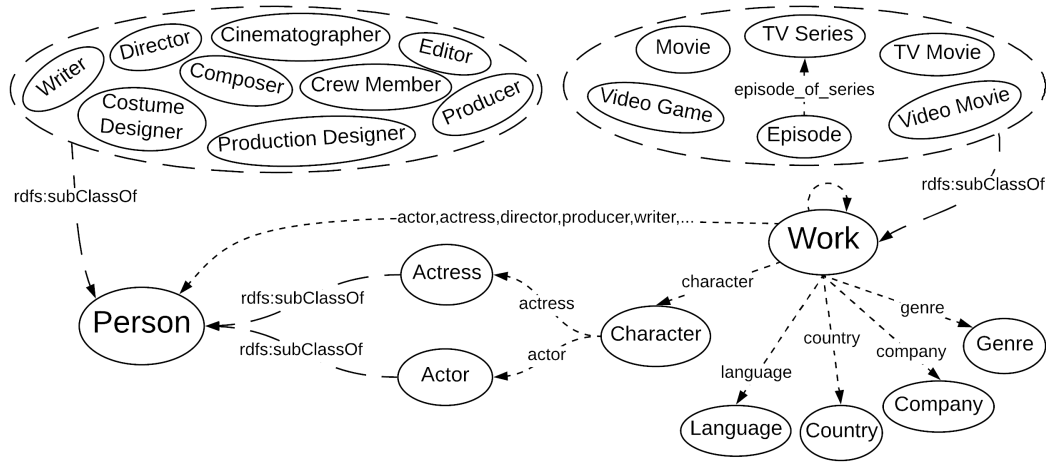 Writer
Director
Cinematographer
Editor
Composer
Crew Member
Producer
Costume
Designer
Production Designer
Movie
TV Series
TV Movie
episode_of_series
Video Game
Episode
Video Movie
rdfs:subClassOf
rdfs:subClassOf
actor,actress,director,producer,writer,...
Work
Actress
character
rdfs:subClassOf
actress
Person
Character
genre
Genre
rdfs:subClassOf
actor
country
company
Actor
language
Company
Language
Country